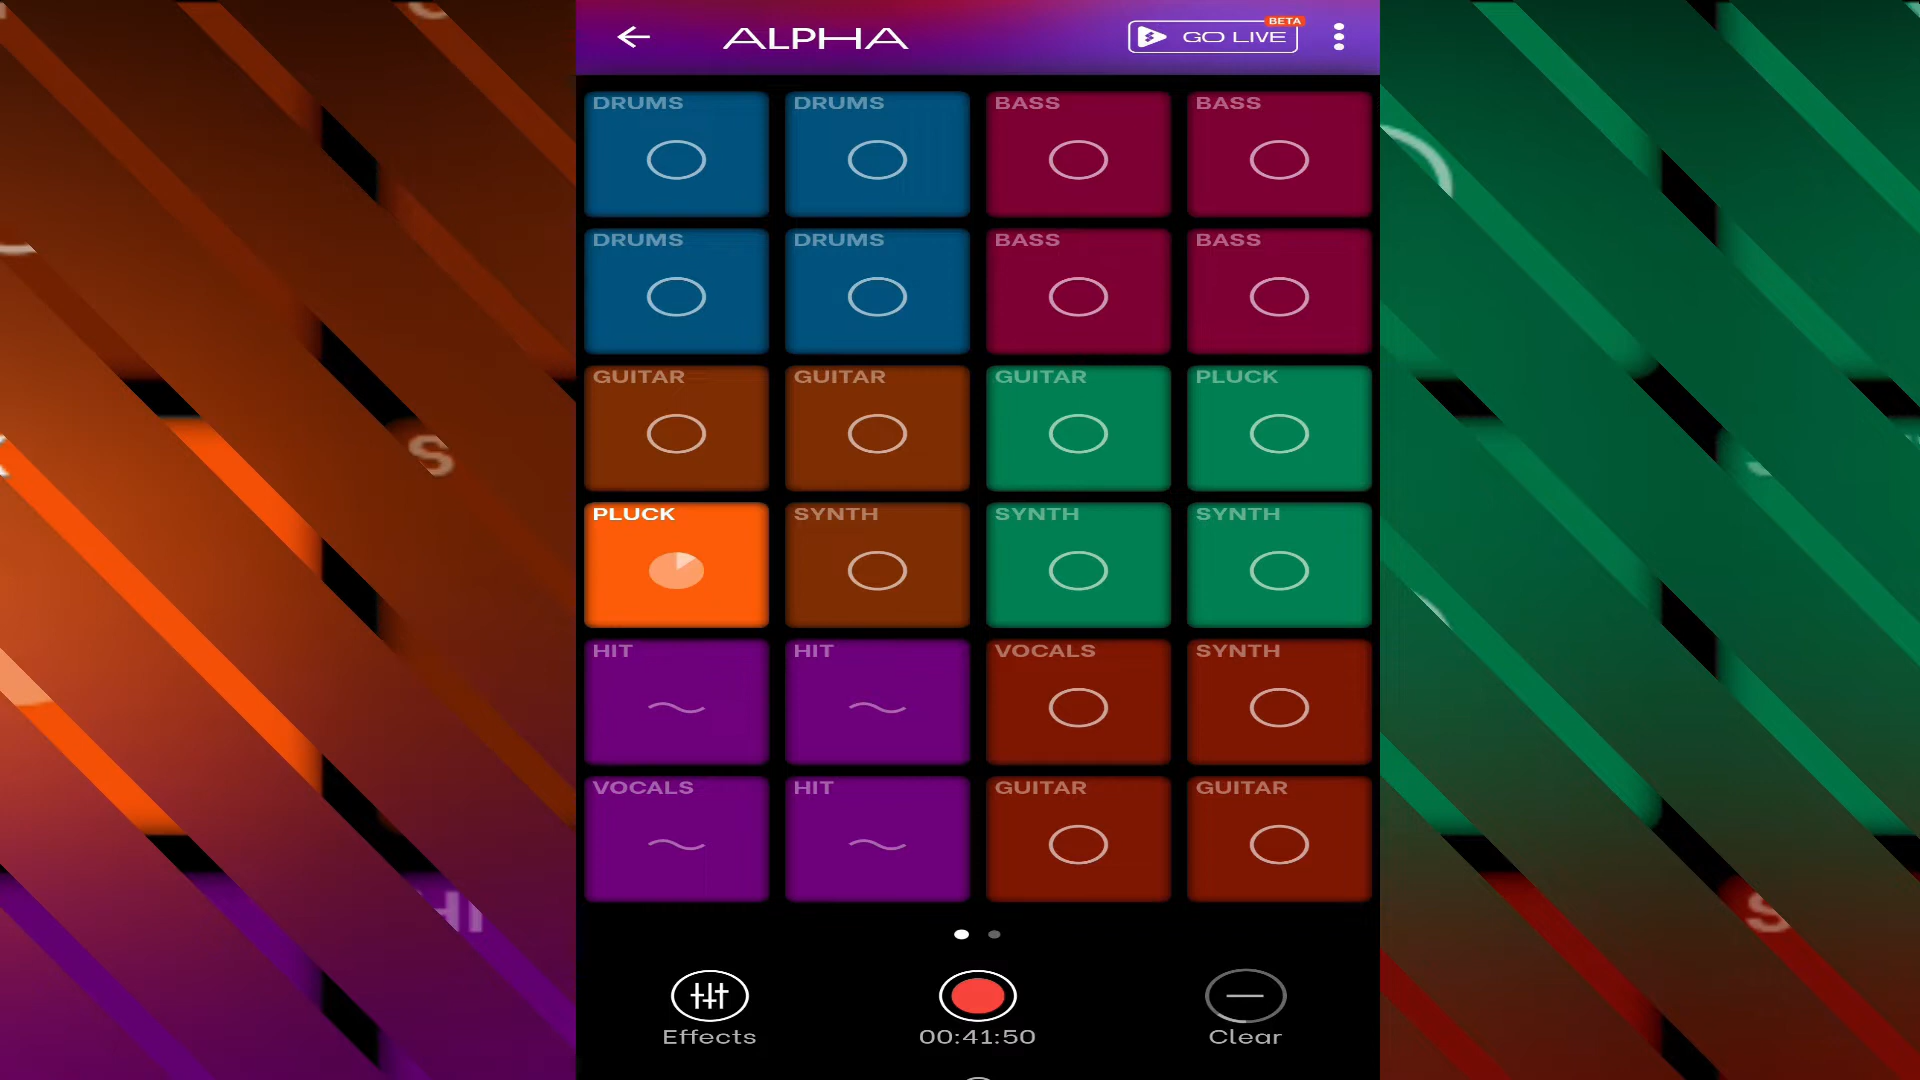 ALPHA
BETA
GO LIVE
DRUMS DRUMS BASS BASS
DRUMS DRUMS BASS BASS
GUITAR GUITAR GUITAR PLUCK
PLUCK SYNTH SYNTH SYNTH
HIT HIT VOCALS SYNTH
VOCALS HIT GUITAR GUITAR
Effects 00:41:50 Clear